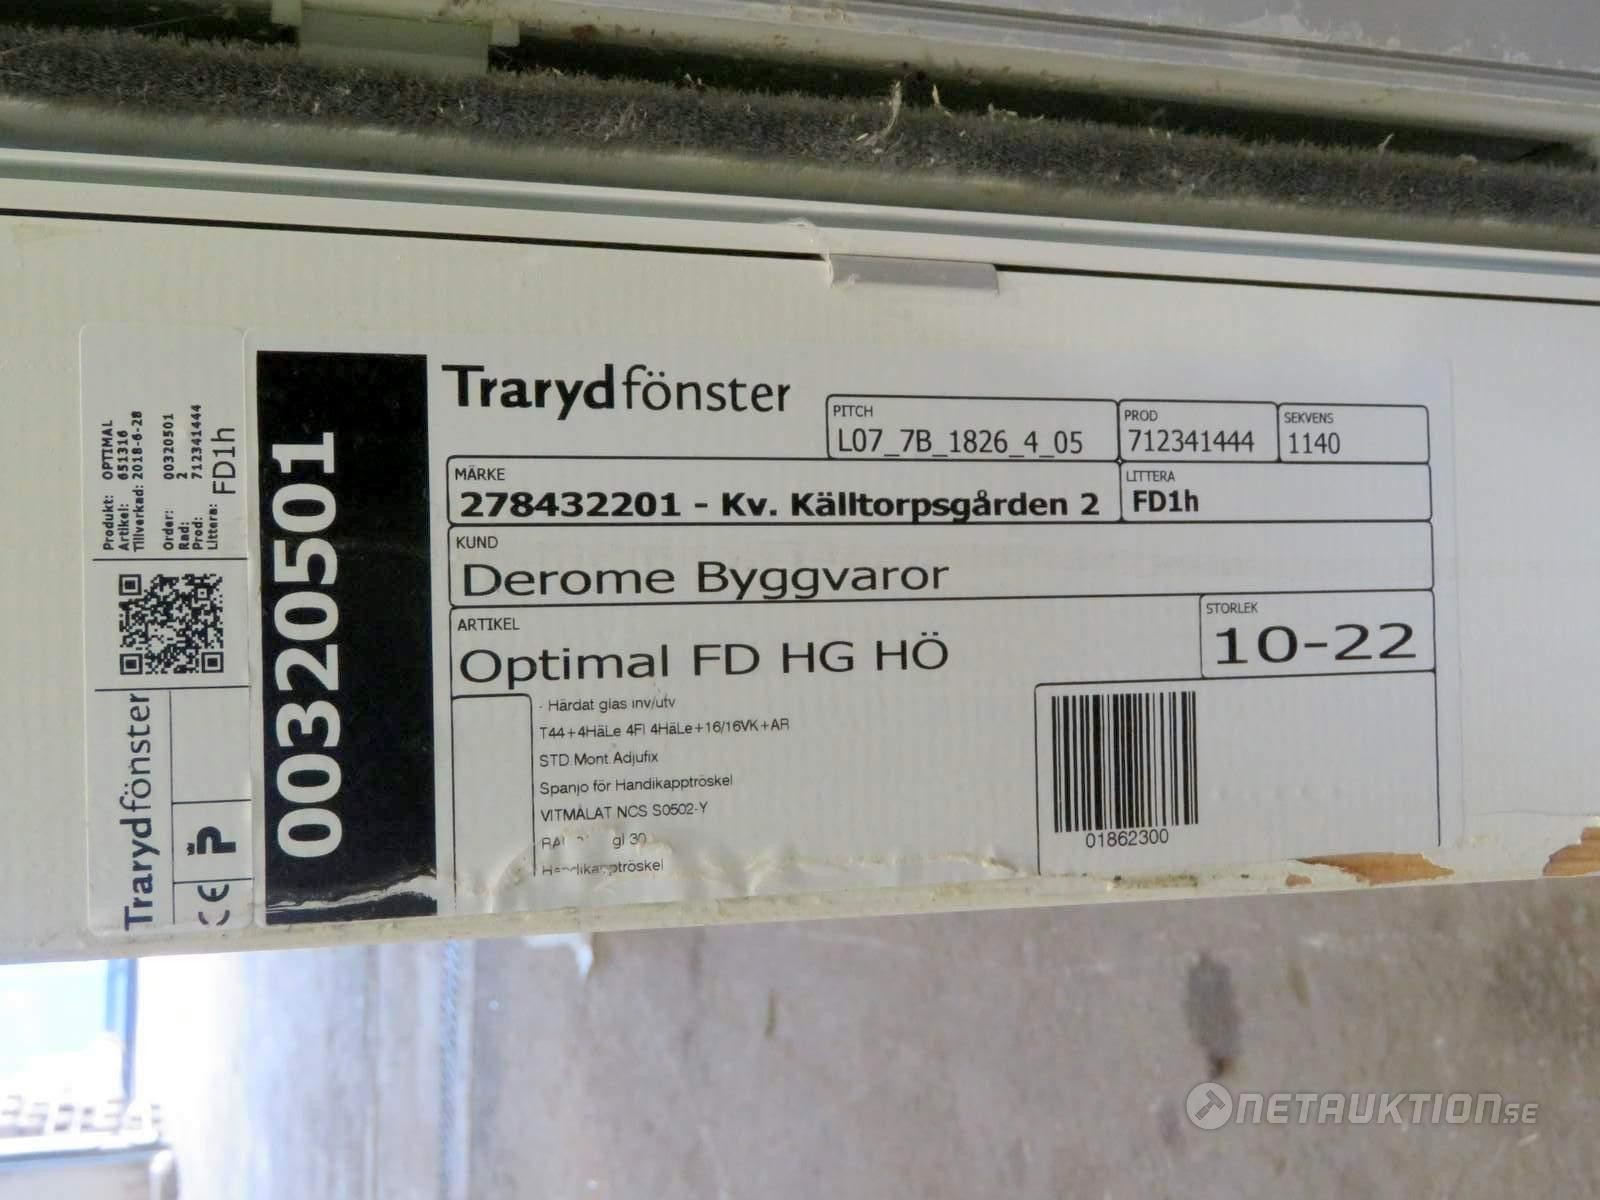 Produkt: OPTIMAL
Artikel: 651316
Tillverkad: 2018-6-28
Order: 00320501
Rad: 2
Prod: 712341444
Littera: FD1h
Trarydfönster
P
CE
00320501
Trarydfönster
PITCH
L07_7B_1826_4_05
PROD
712341444
SEKVENS
1140
MÄRKE
278432201 - Kv. Källtorpsgården 2
LITTERA
FD1h
KUND
Derome Byggvaror
ARTIKEL
Optimal FD HG HÖ
STORLEK
10-22
- Härdat glas inv/utv
T44+4HäLe 4Fl 4HäLe+16/16VK+AR
STD.Mont.Adjufix
Spanjo för Handikapptröskel
VITMÅLAT NCS S0502-Y
gl 30
Handikapptröskel
01862300
NETAUKTION.SE